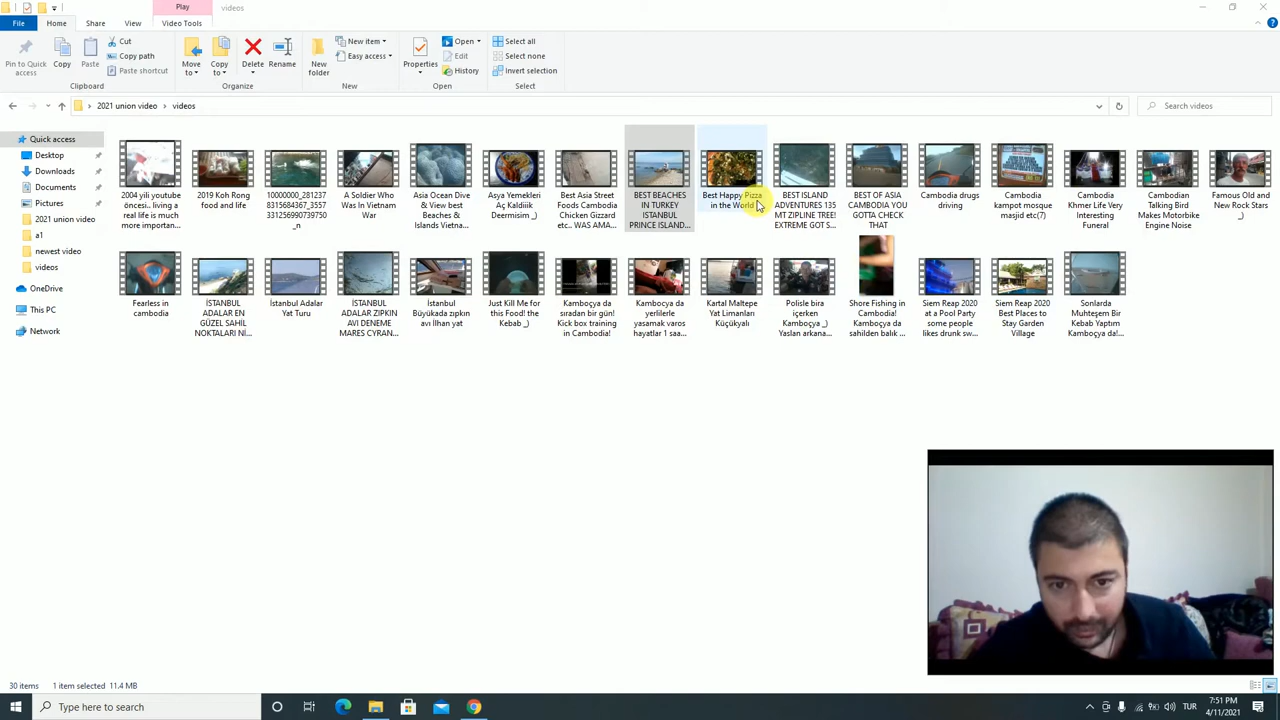 Play
videos
File
Home
Share
View
Video Tools
Pin to Quick
access
Copy
Paste
Cut
Copy path
Paste shortcut
Clipboard
Move
to
Copy
to
Delete
Rename
Organize
New
folder
New item
Easy access
New
Properties
Open
Edit
History
Open
Select all
Select none
Invert selection
Select
2021 union video
videos
Search videos
Quick access
Desktop
Downloads
Documents
Pictures
2021 union video
a1
newest video
videos
OneDrive
This PC
Network
2004 yili youtube
öncesi.. living a
real life is much
more importan...
2019 Koh Rong
food and life
10000000_281237
8315684367_7550
331256990739750
_n
A Soldier Who
Was In Vietnam
War
Asia Ocean Dive
& View best
Beaches &
Islands Vietna...
Asya Yemekleri
Aç Kaldiiik
Deermisim _)
Best Asia Street
Foods Cambodia
Chicken Gizzard
etc.. WAS AMA...
BEST BEACHES
IN TURKEY
ISTANBUL
PRINCE ISLAND...
Best Happy Pizza
in the World
BEST ISLAND
ADVENTURES 135
MT ZIPLINE TREE!
EXTREME GOT S...
BEST OF ASIA
CAMBODIA YOU
GOTTA CHECK
THAT
Cambodia drugs
driving
Cambodia
kampot mosque
masjid etc(7)
Cambodia
Khmer Life Very
Interesting
Funeral
Cambodian
Talking Bird
Makes Motorbike
Engine Noise
Famous Old and
New Rock Stars
_)
Fearless in
cambodia
İSTANBUL
ADALAR EN
GÜZEL SAHİL
NOKTALARI Nİ...
İstanbul Adalar
Yat Turu
İSTANBUL
ADALAR ZIPKIN
AVI DENEME
MARES CYRAN...
İstanbul
Büyükada zıpkın
avı İlhan yat
Just Kill Me for
this Food! the
Kebab _)
Kamboçya da
sıradan bir gün!
Kick box training
in Cambodia!
Kambocya da
yerlilerle
yasamak varos
hayatlar 1 saa...
Kartal Maltepe
Yat Limanları
Küçükyalı
Polisle bira
içerken
Kamboçya _)
Yaslan arkana...
Shore Fishing in
Cambodia!
Kamboçya da
sahilden balık ...
Siem Reap 2020
at a Pool Party
some people
likes drunk sw...
Siem Reap 2020
Best Places to
Stay Garden
Village
Sonlarda
Muhteşem Bir
Kebab Yaptım
Kamboçya da!...
30 items
1 item selected 11.4 MB
Type here to search
TUR
7:51 PM
4/11/2021